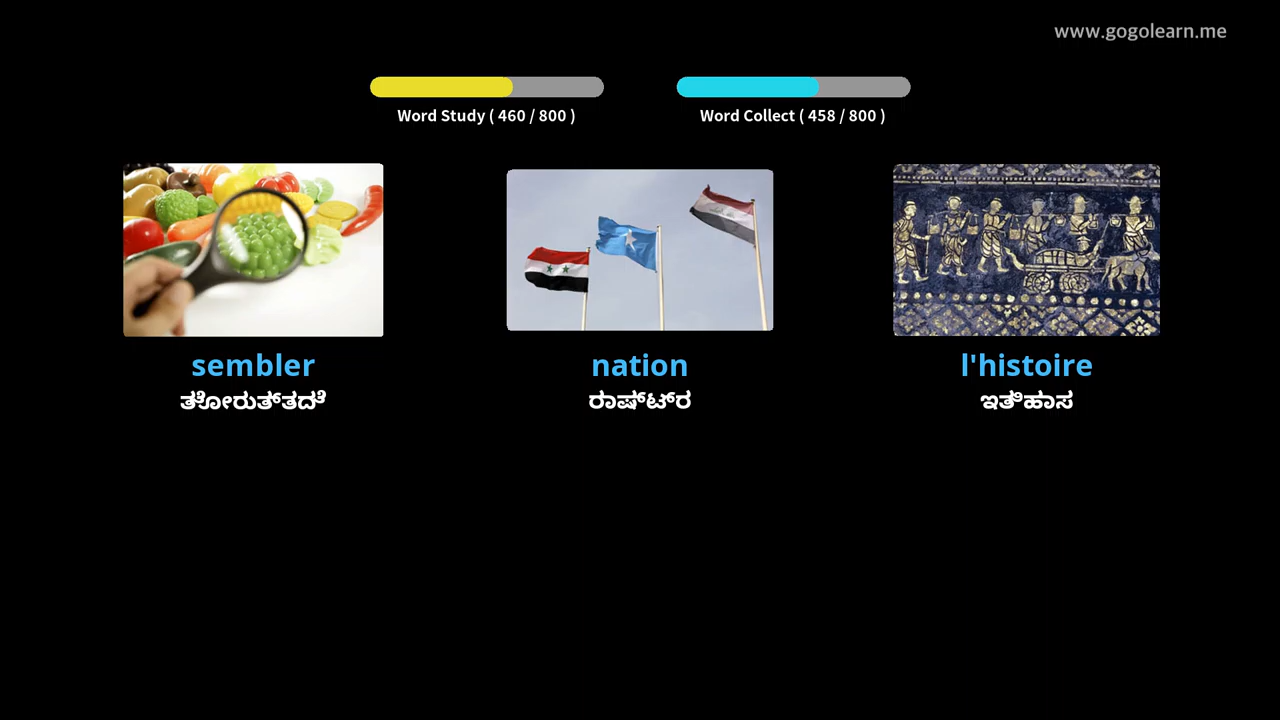 www.gogolearn.me
Word Study ( 460 / 800 )
Word Collect ( 458 / 800 )
sembler
nation
l'histoire
ತೋರುತ್ತದೆ
ರಾಷ್ಟ್ರ
ಇತಿಹಾಸ